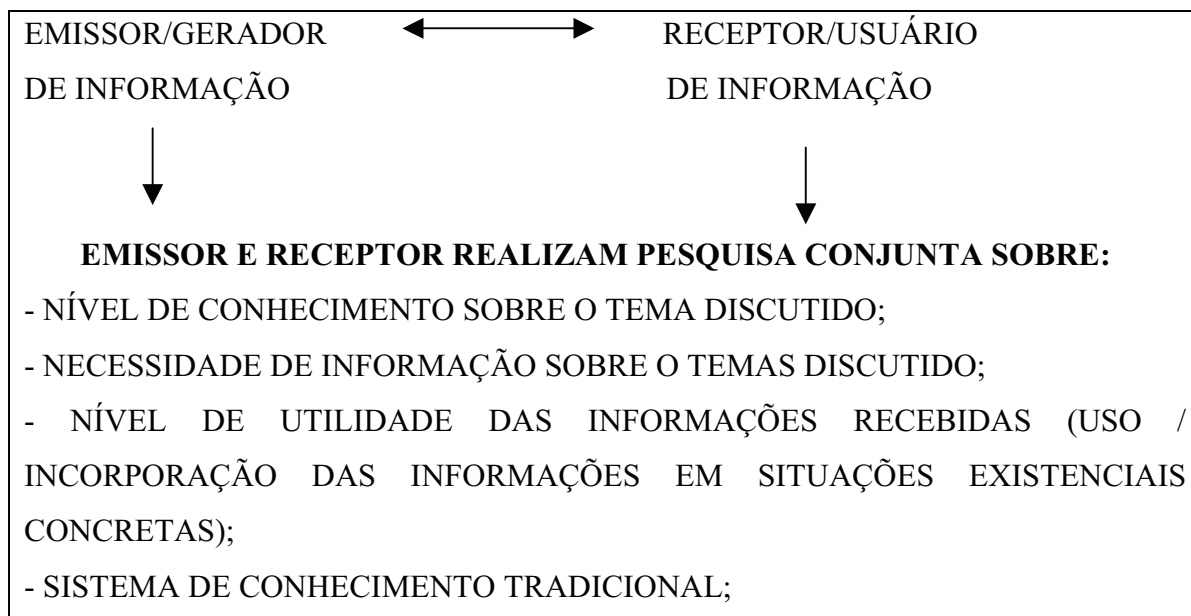 EMISSOR/GERADOR RECEPTOR/USUÁRIO
DE INFORMAÇÃO DE INFORMAÇÃO
EMISSOR E RECEPTOR REALIZAM PESQUISA CONJUNTA SOBRE:
- NÍVEL DE CONHECIMENTO SOBRE O TEMA DISCUTIDO;
- NECESSIDADE DE INFORMAÇÃO SOBRE O TEMAS DISCUTIDO;
- NÍVEL DE UTILIDADE DAS INFORMAÇÕES RECEBIDAS (USO /
INCORPORAÇÃO DAS INFORMAÇÕES EM SITUAÇÕES EXISTENCIAIS
CONCRETAS);
- SISTEMA DE CONHECIMENTO TRADICIONAL;